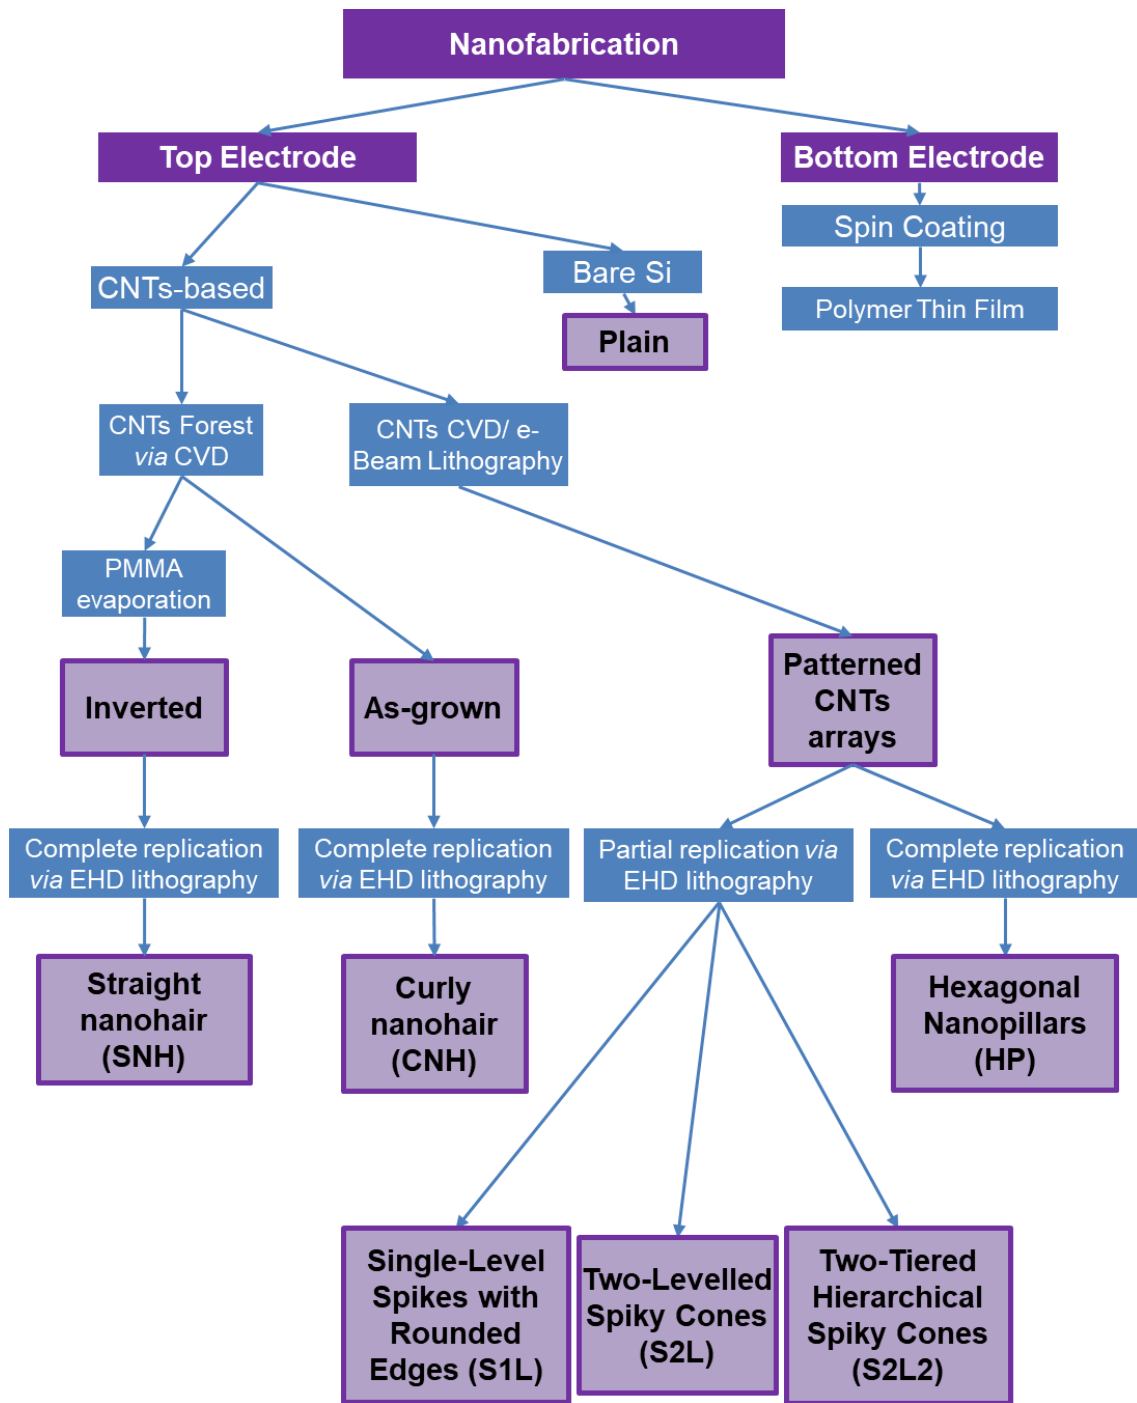 Nanofabrication
Top Electrode
Bottom Electrode
Spin Coating
CNTs-based
Bare Si
Polymer Thin Film
Plain
CNTs Forest
via CVD
CNTs CVD/ e-
Beam Lithography
PMMA
evaporation
Inverted
As-grown
Patterned
CNTs
arrays
Complete replication
via EHD lithography
Complete replication
via EHD lithography
Partial replication via
EHD lithography
Complete replication
via EHD lithography
Straight
nanohair
(SNH)
Curly
nanohair
(CNH)
Hexagonal
Nanopillars
(HP)
Single-Level
Spikes with
Rounded
Edges (S1L)
Two-Levelled
Spiky Cones
(S2L)
Two-Tiered
Hierarchical
Spiky Cones
(S2L2)